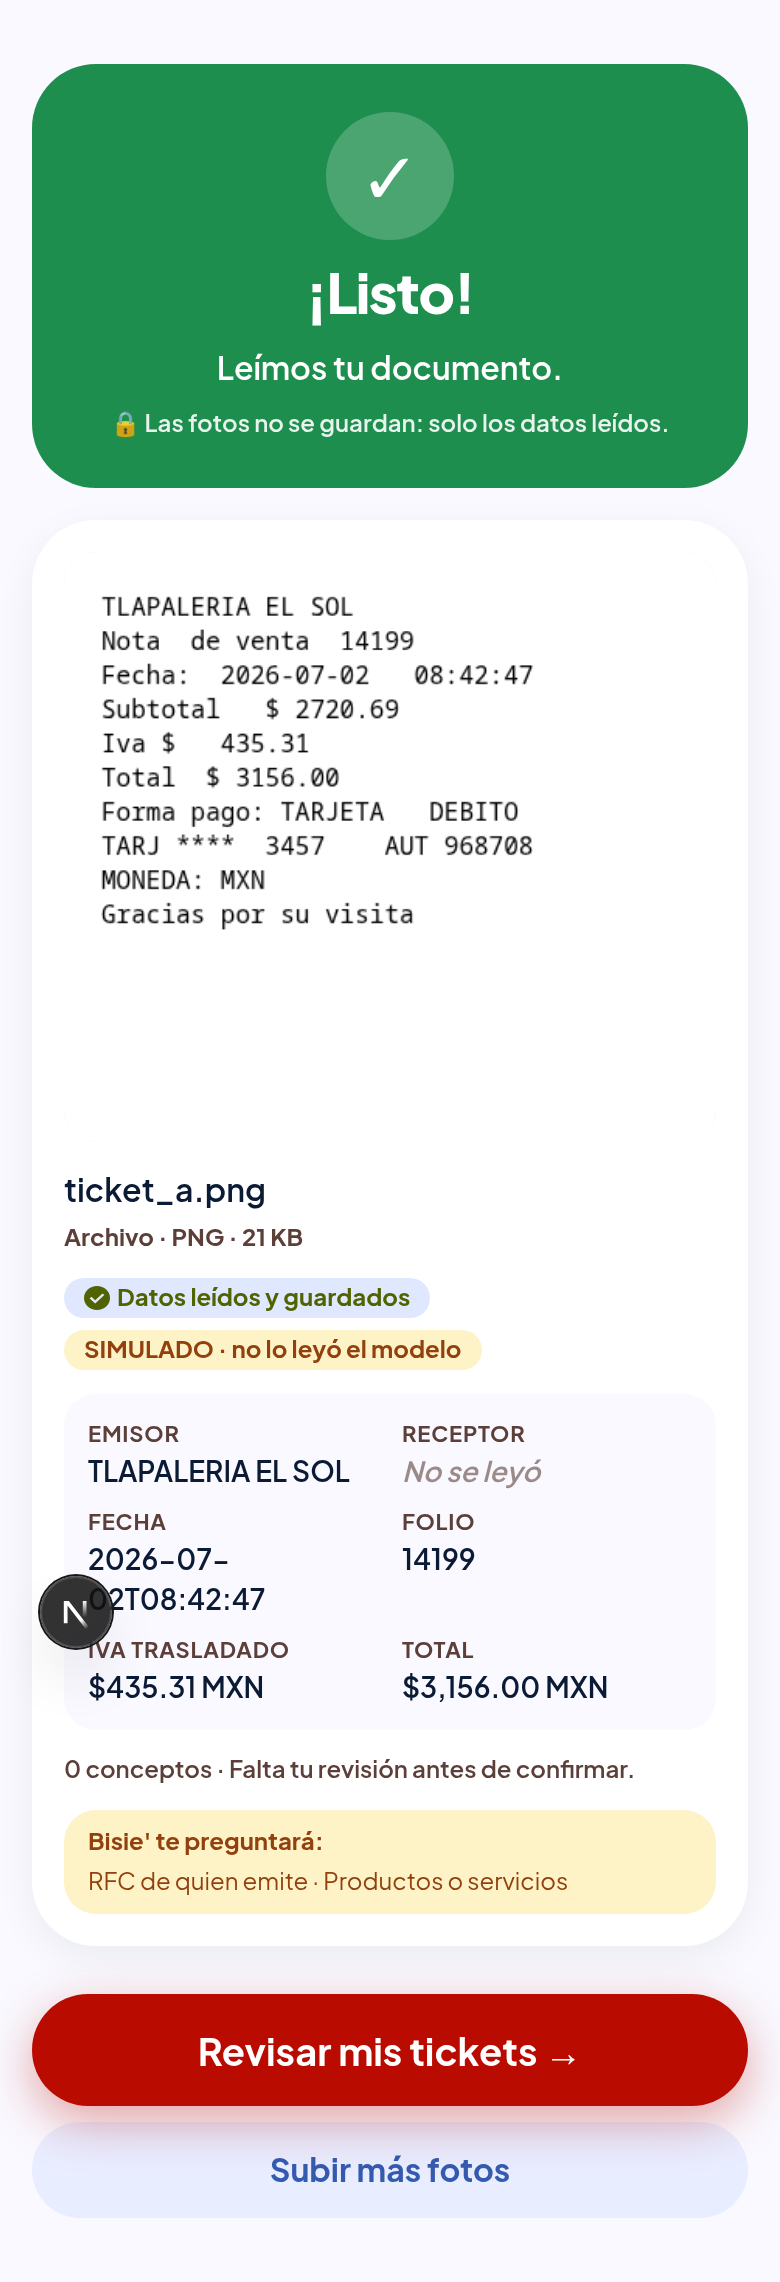 ✓
¡Listo!
Leímos tu documento.
🔒 Las fotos no se guardan: solo los datos leídos.
TLAPALERIA EL SOL
Nota de venta 14199
Fecha: 2026-07-02 08:42:47
Subtotal $ 2720.69
Iva $ 435.31
Total $ 3156.00
Forma pago: TARJETA DEBITO
TARJ **** 3457 AUT 968708
MONEDA: MXN
Gracias por su visita
ticket_a.png
Archivo · PNG · 21 KB
Datos leídos y guardados
SIMULADO · no lo leyó el modelo
EMISOR RECEPTOR
TLAPALERIA EL SOL No se leyó
FECHA FOLIO
2026-07- 14199
02T08:42:47
N
IVA TRASLADADO TOTAL
$435.31 MXN $3,156.00 MXN
0 conceptos · Falta tu revisión antes de confirmar.
Bisie' te preguntará:
RFC de quien emite · Productos o servicios
Revisar mis tickets →
Subir más fotos